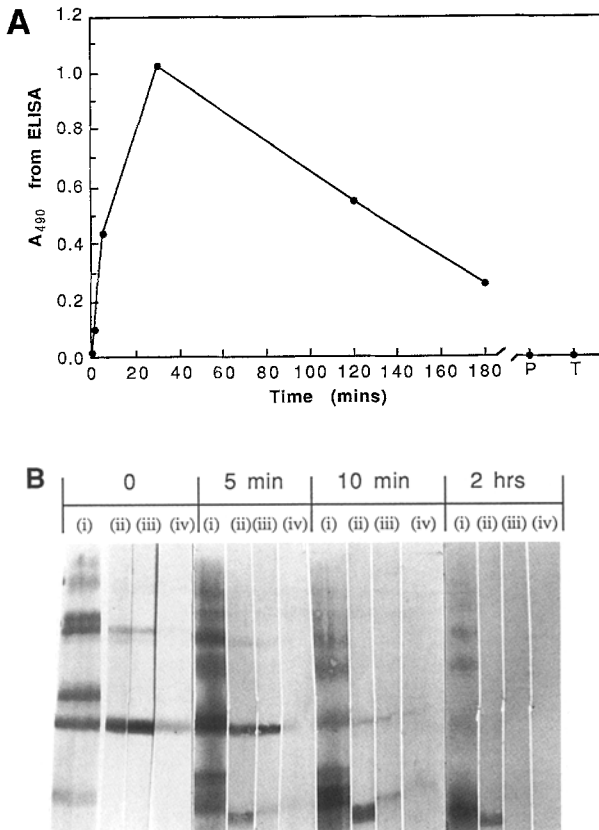 A
1.2
1.0
0.8
0.6
0.4
0.2
0.0
A490 from ELISA
0 20 40 60 80 100 120 140 160 180 P T
Time (mins)
B
0 5 min 10 min 2 hrs
(i) (ii) (iii) (iv) (i) (ii) (iii) (iv) (i) (ii) (iii) (iv) (i) (ii) (iii) (iv)